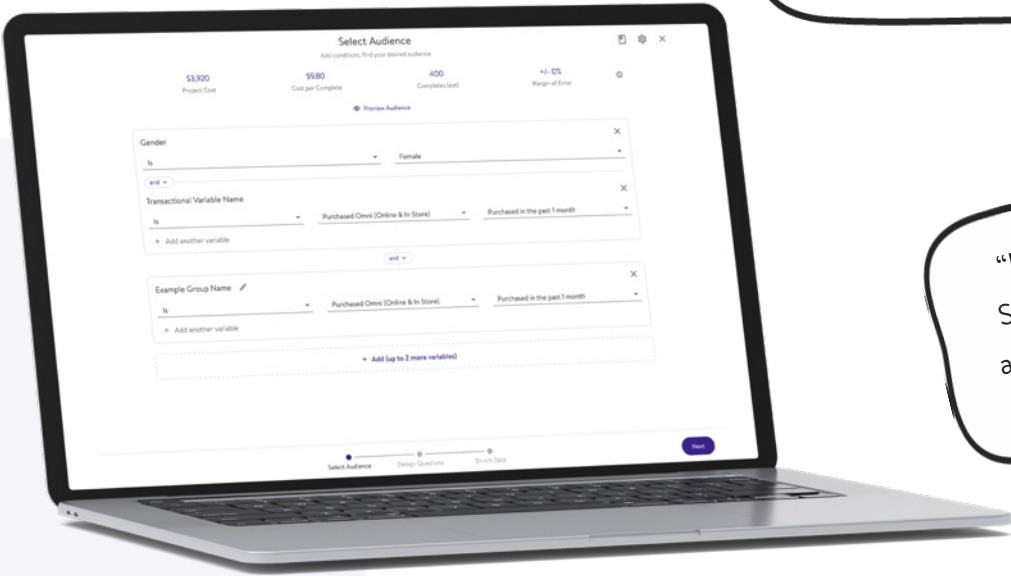 Select Audience
Add conditions, find your desired audience
$3,920
Project Cost
$9.80
Cost per Complete
400
Completes (est)
+/- 0%
Margin of Error
Preview Audience
Gender
Is
Female
and
Transactional Variable Name
Is
Purchased Omni (Online & In Store)
Purchased in the past 1 month
+ Add another variable
and
Example Group Name
Is
Purchased Omni (Online & In Store)
Purchased in the past 1 month
+ Add another variable
+ Add (up to 2 more variables)
Select Audience
Design Questions
Enrich Data
Next
S
a